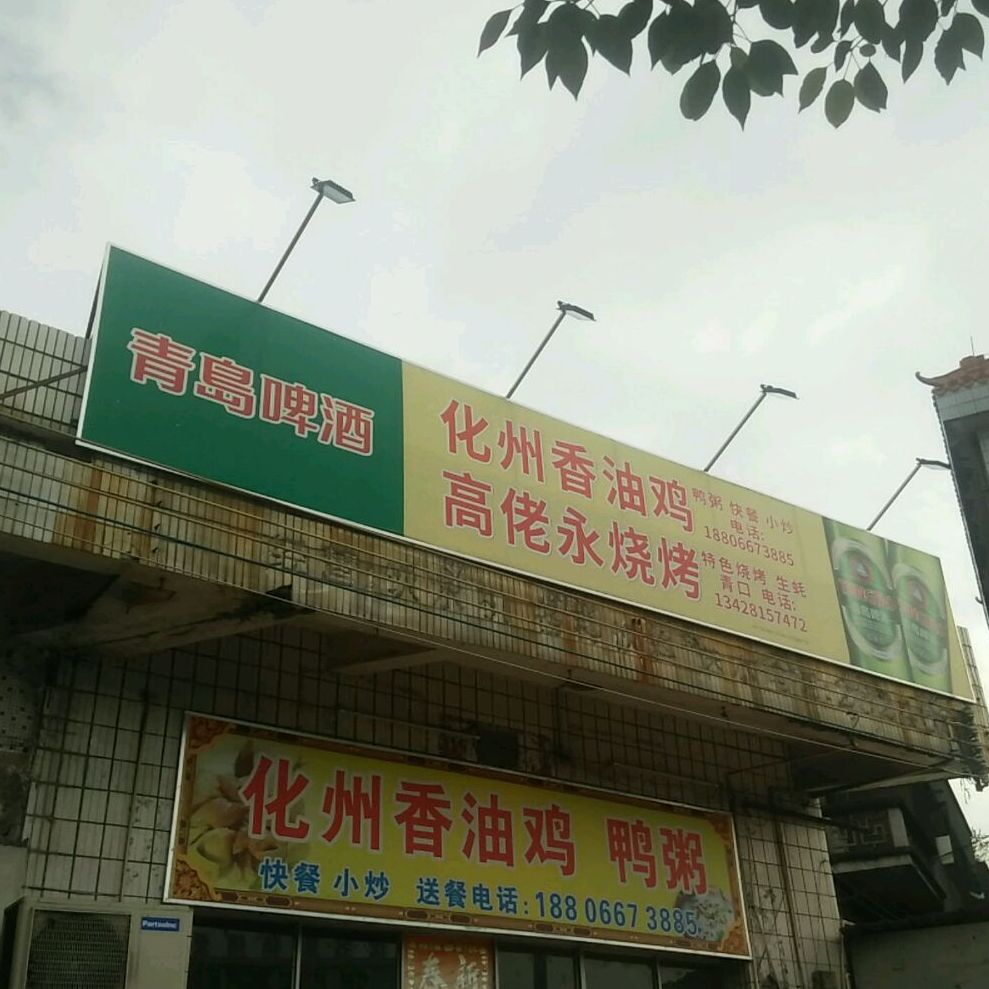 青島啤酒
化州香油鸡
高佬永烧烤
鸭粥 快餐 小炒
电话:
18806673885
特色烧烤 生蚝
青口 电话:
13428157472
化州香油鸡 鸭粥
快餐 小炒 送餐电话:188 0667 3885